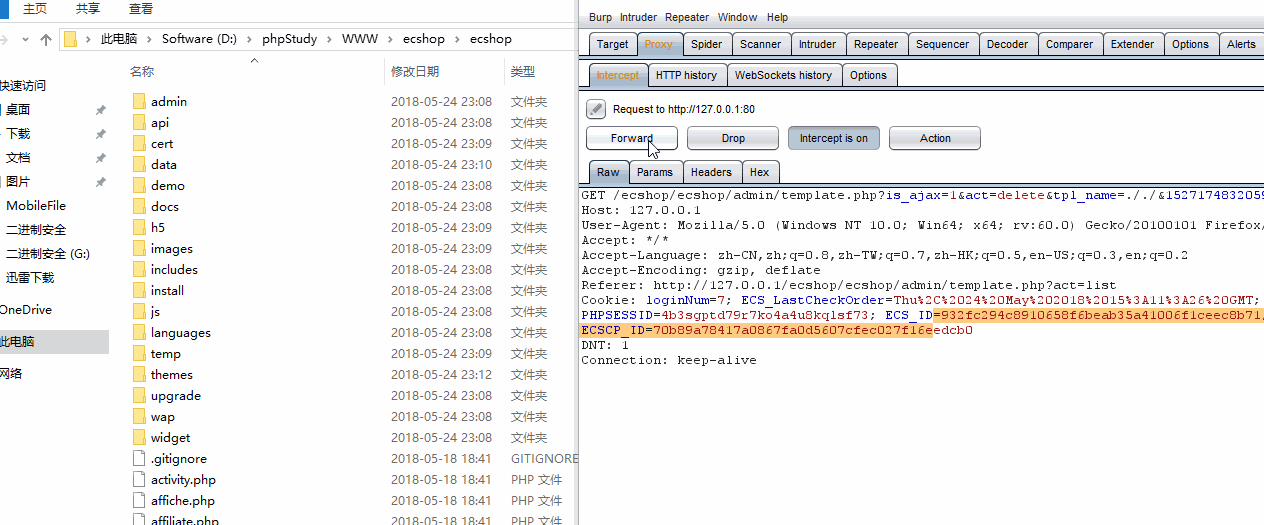 主页 共享 查看
此电脑 Software (D:) phpStudy WWW ecshop ecshop
名称 修改日期 类型
快速访问
桌面
下载
文档
图片
MobileFile
二进制安全
二进制安全 (G:)
迅雷下载
OneDrive
此电脑
网络
admin 2018-05-24 23:08 文件夹
api 2018-05-24 23:08 文件夹
cert 2018-05-24 23:09 文件夹
data 2018-05-24 23:10 文件夹
demo 2018-05-24 23:08 文件夹
docs 2018-05-24 23:08 文件夹
h5 2018-05-24 23:09 文件夹
images 2018-05-24 23:09 文件夹
includes 2018-05-24 23:08 文件夹
install 2018-05-24 23:08 文件夹
js 2018-05-24 23:08 文件夹
languages 2018-05-24 23:08 文件夹
temp 2018-05-24 23:09 文件夹
themes 2018-05-24 23:12 文件夹
upgrade 2018-05-24 23:08 文件夹
wap 2018-05-24 23:08 文件夹
widget 2018-05-24 23:08 文件夹
.gitignore 2018-05-18 18:41 GITIGNORE
activity.php 2018-05-18 18:41 PHP 文件
affiche.php 2018-05-18 18:41 PHP 文件
affiliate.php 2018-05-18 18:41 PHP 文件
Burp Intruder Repeater Window Help
Target Proxy Spider Scanner Intruder Repeater Sequencer Decoder Comparer Extender Options Alerts
Intercept HTTP history WebSockets history Options
Request to http://127.0.0.1:80
Forward Drop Intercept is on Action
Raw Params Headers Hex
GET /ecshop/ecshop/admin/template.php?is_ajax=1&act=delete&tpl_name=././&1527174832059
Host: 127.0.0.1
User-Agent: Mozilla/5.0 (Windows NT 10.0; Win64; x64; rv:60.0) Gecko/20100101 Firefox/
Accept: */*
Accept-Language: zh-CN,zh;q=0.8,zh-TW;q=0.7,zh-HK;q=0.5,en-US;q=0.3,en;q=0.2
Accept-Encoding: gzip, deflate
Referer: http://127.0.0.1/ecshop/ecshop/admin/template.php?act=list
Cookie: loginNum=7; ECS_LastCheckOrder=Thu%2C%2024%20May%202018%2015%3A11%3A26%20GMT;
PHPSESSID=4b3sgptd79r7ko4a4u8kqlsf73; ECS_ID=932fc294c8910658f6beab35a41006f1ceec8b71
ECSCP_ID=70b89a78417a0867fa0d5607cfec027f16eedcb0
DNT: 1
Connection: keep-alive